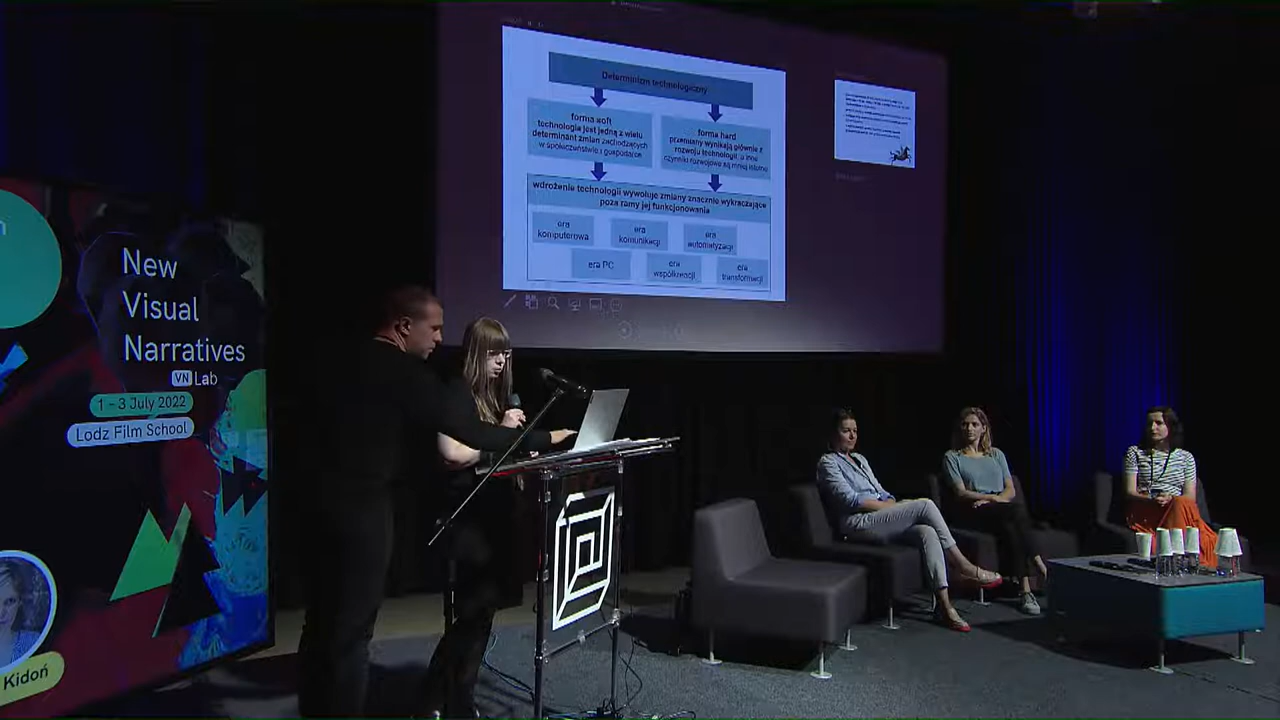 Determinizm technologiczny
forma soft
technologia jest jedną z wielu
determinant zmian zachodzących
w społeczeństwie i gospodarce
forma hard
przemiany wynikają głównie z
rozwoju technologii, a inne
czynniki rozwojowe są mniej istotne
wdrożenie technologii wywołuje zmiany znacznie wykraczające
poza ramy jej funkcjonowania
era
komputerowa
era
komunikacji
era
automatyzacji
era PC
era
współkreacji
era
transformacji
New
Visual
Narratives
VN Lab
1 – 3 July 2022
Lodz Film School
Kidoń